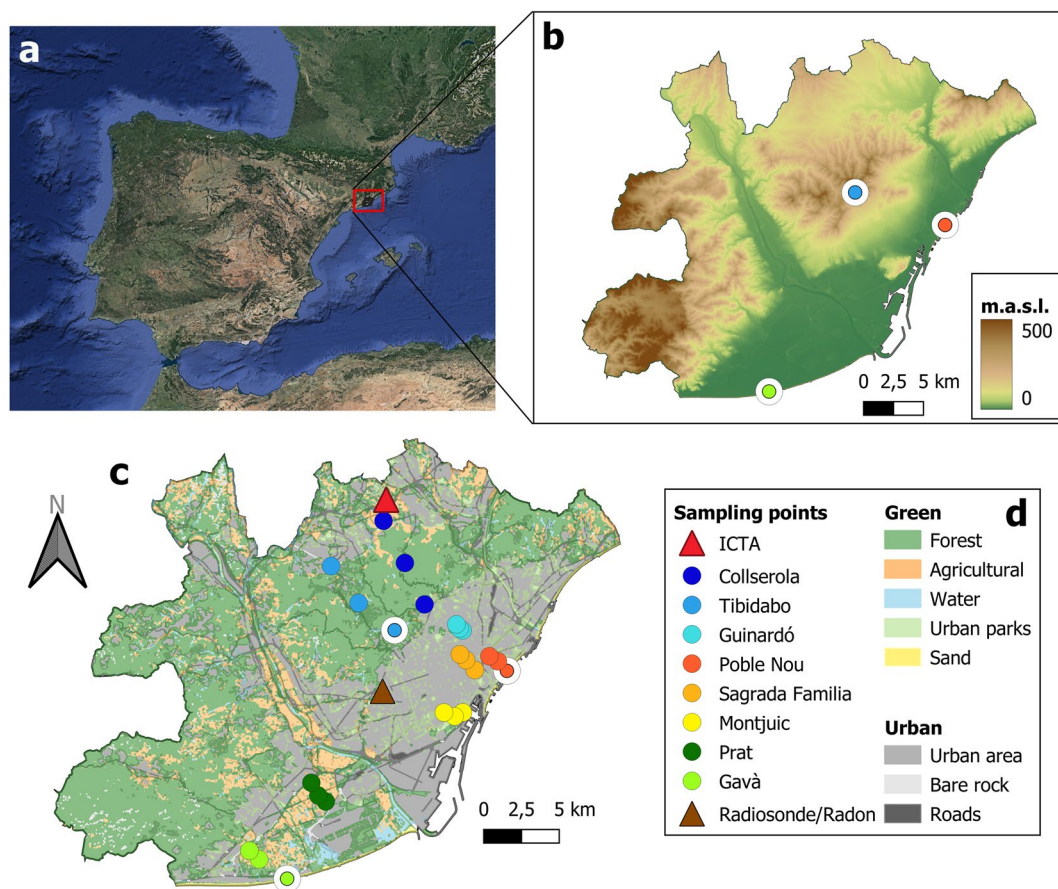 a
b
m.a.s.l.
500
0
0 2,5 5 km
c
N
0 2,5 5 km
d
Sampling points
ICTA
Collserola
Tibidabo
Guinardó
Poble Nou
Sagrada Familia
Montjuic
Prat
Gavà
Radiosonde/Radon
Green
Forest
Agricultural
Water
Urban parks
Sand
Urban
Urban area
Bare rock
Roads